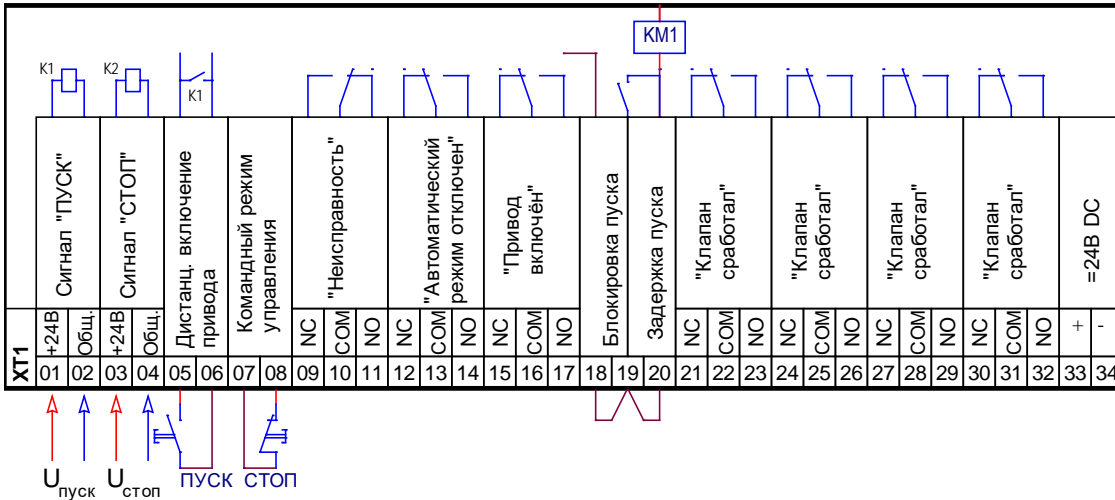 KM1
K1
K2
K1
Сигнал "ПУСК"
Сигнал "СТОП"
Дистанц. включение
привода
Командный режим
управления
"Неисправность"
"Автоматический
режим отключен"
"Привод
включён"
Блокировка пуска
Задержка пуска
"Клапан
сработал"
"Клапан
сработал"
"Клапан
сработал"
"Клапан
сработал"
=24В DC
XT1
+24В Общ. +24В Общ. NC COM NO NC COM NO NC COM NO NC COM NO NC COM NO NC COM NO NC COM NO + -
01 02 03 04 05 06 07 08 09 10 11 12 13 14 15 16 17 18 19 20 21 22 23 24 25 26 27 28 29 30 31 32 33 34
Uпуск Uстоп ПУСК СТОП